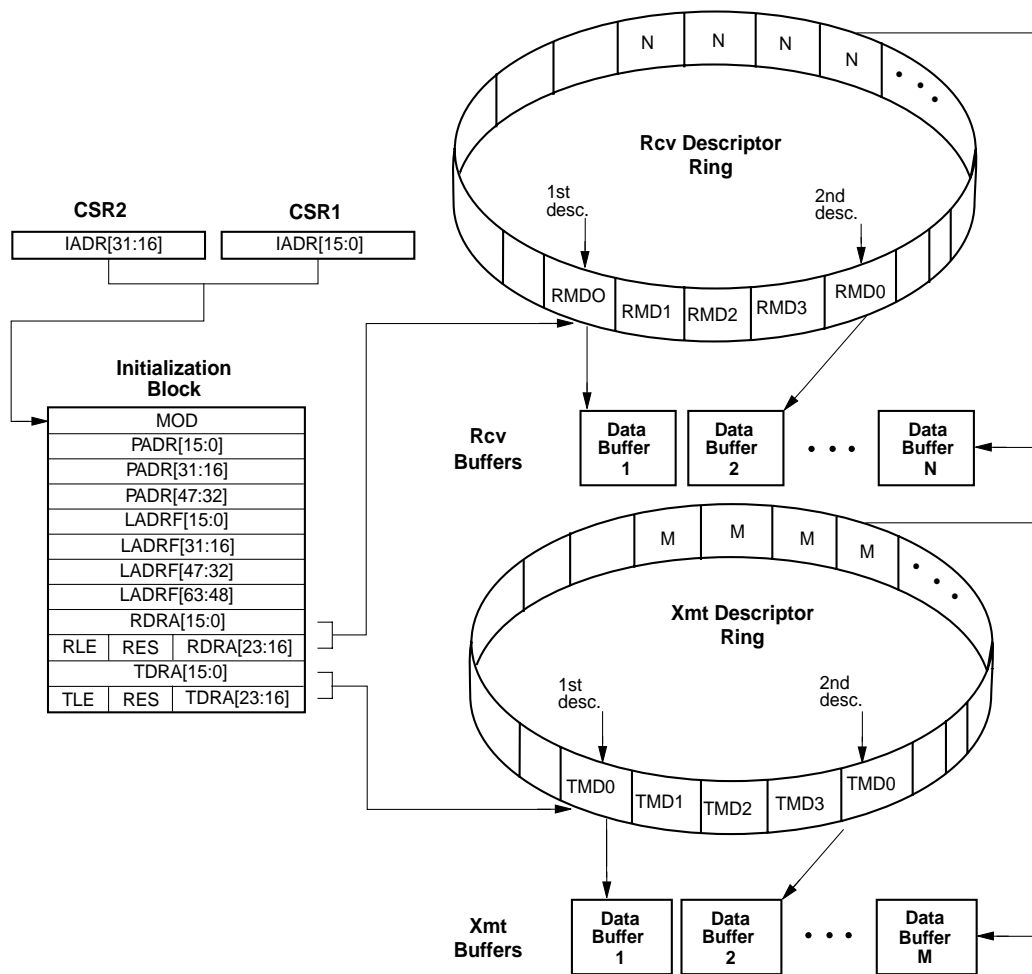 N N N N
Rcv Descriptor
Ring
1st
desc.
2nd
desc.
CSR2
CSR1
IADR[31:16]
IADR[15:0]
RMDO
RMD1
RMD2
RMD3
RMD0
Initialization
Block
MOD
PADR[15:0]
PADR[31:16]
PADR[47:32]
LADRF[15:0]
LADRF[31:16]
LADRF[47:32]
LADRF[63:48]
RDRA[15:0]
RLE RES RDRA[23:16]
TDRA[15:0]
TLE RES TDRA[23:16]
Rcv
Buffers
Data
Buffer
1
Data
Buffer
2
• • •
Data
Buffer
N
M M M M
Xmt Descriptor
Ring
1st
desc.
2nd
desc.
TMD0
TMD1
TMD2
TMD3
TMD0
Xmt
Buffers
Data
Buffer
1
Data
Buffer
2
• • •
Data
Buffer
M